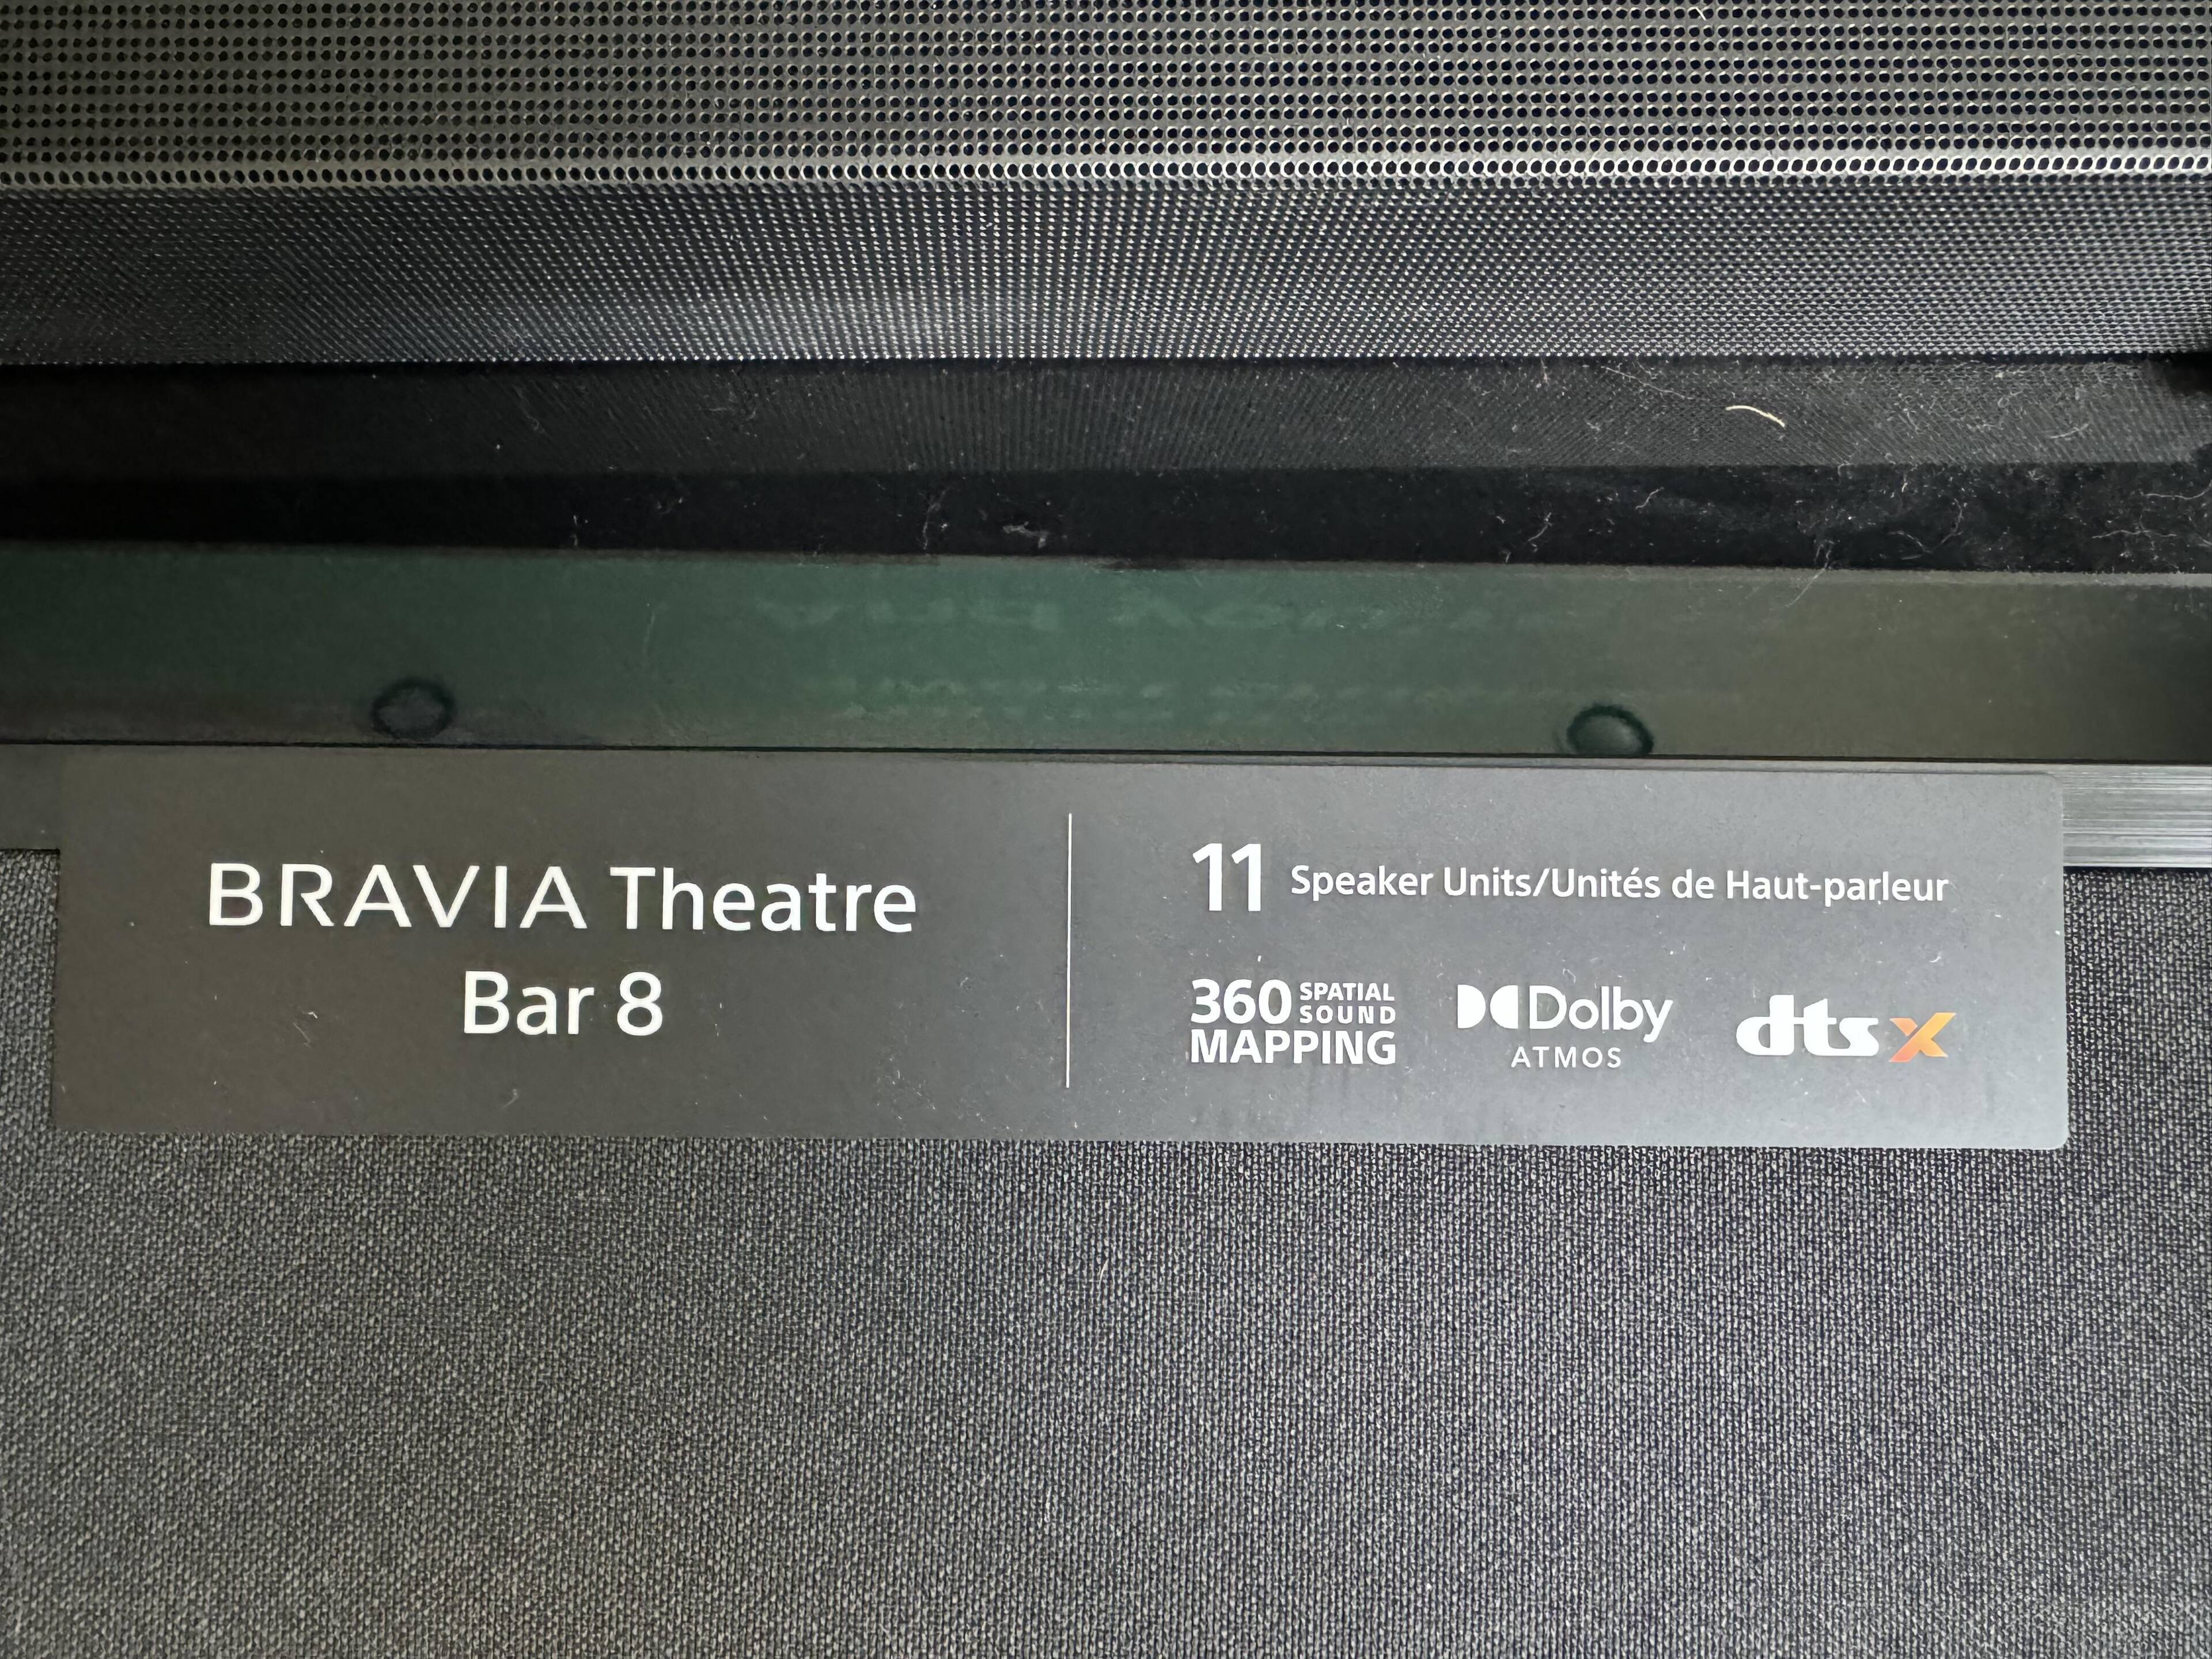 BRAVIA Theatre
Bar 8
11 Speaker Units/Unités de Haut-parleur
360 SPATIAL SOUND MAPPING
Dolby ATMOS
dts x